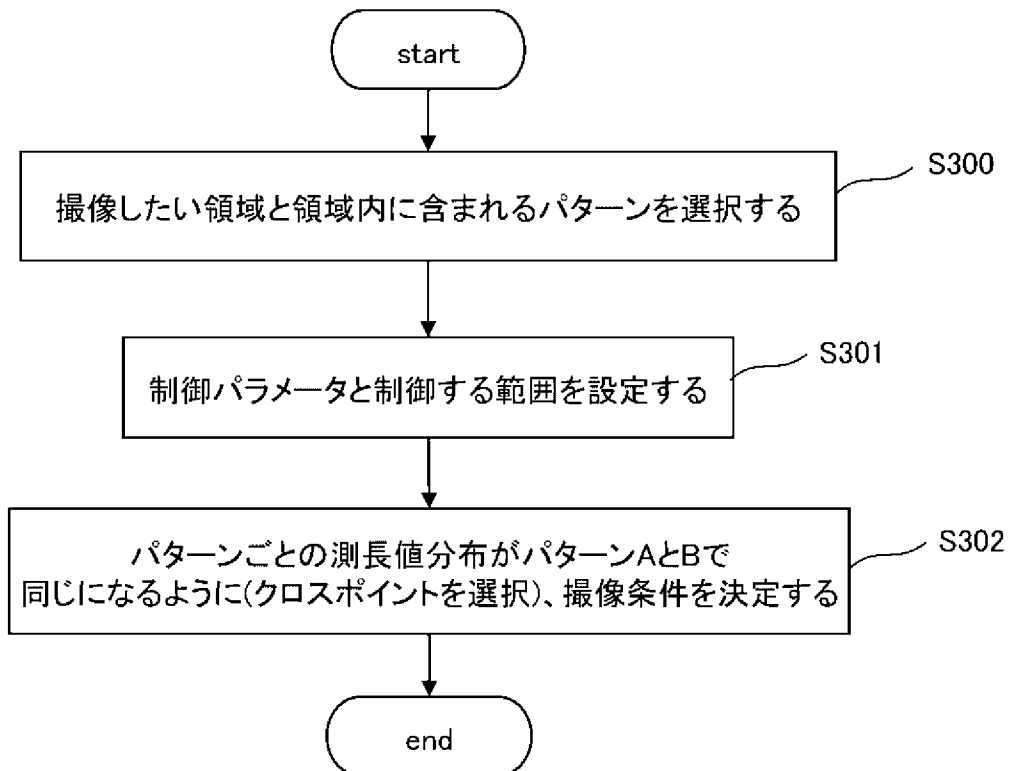 start
撮像したい領域と領域内に含まれるパターンを選択する
S300
制御パラメータと制御する範囲を設定する
S301
パターンごとの測長値分布がパターンAとBで
同じになるように(クロスポイントを選択)、撮像条件を決定する
S302
end